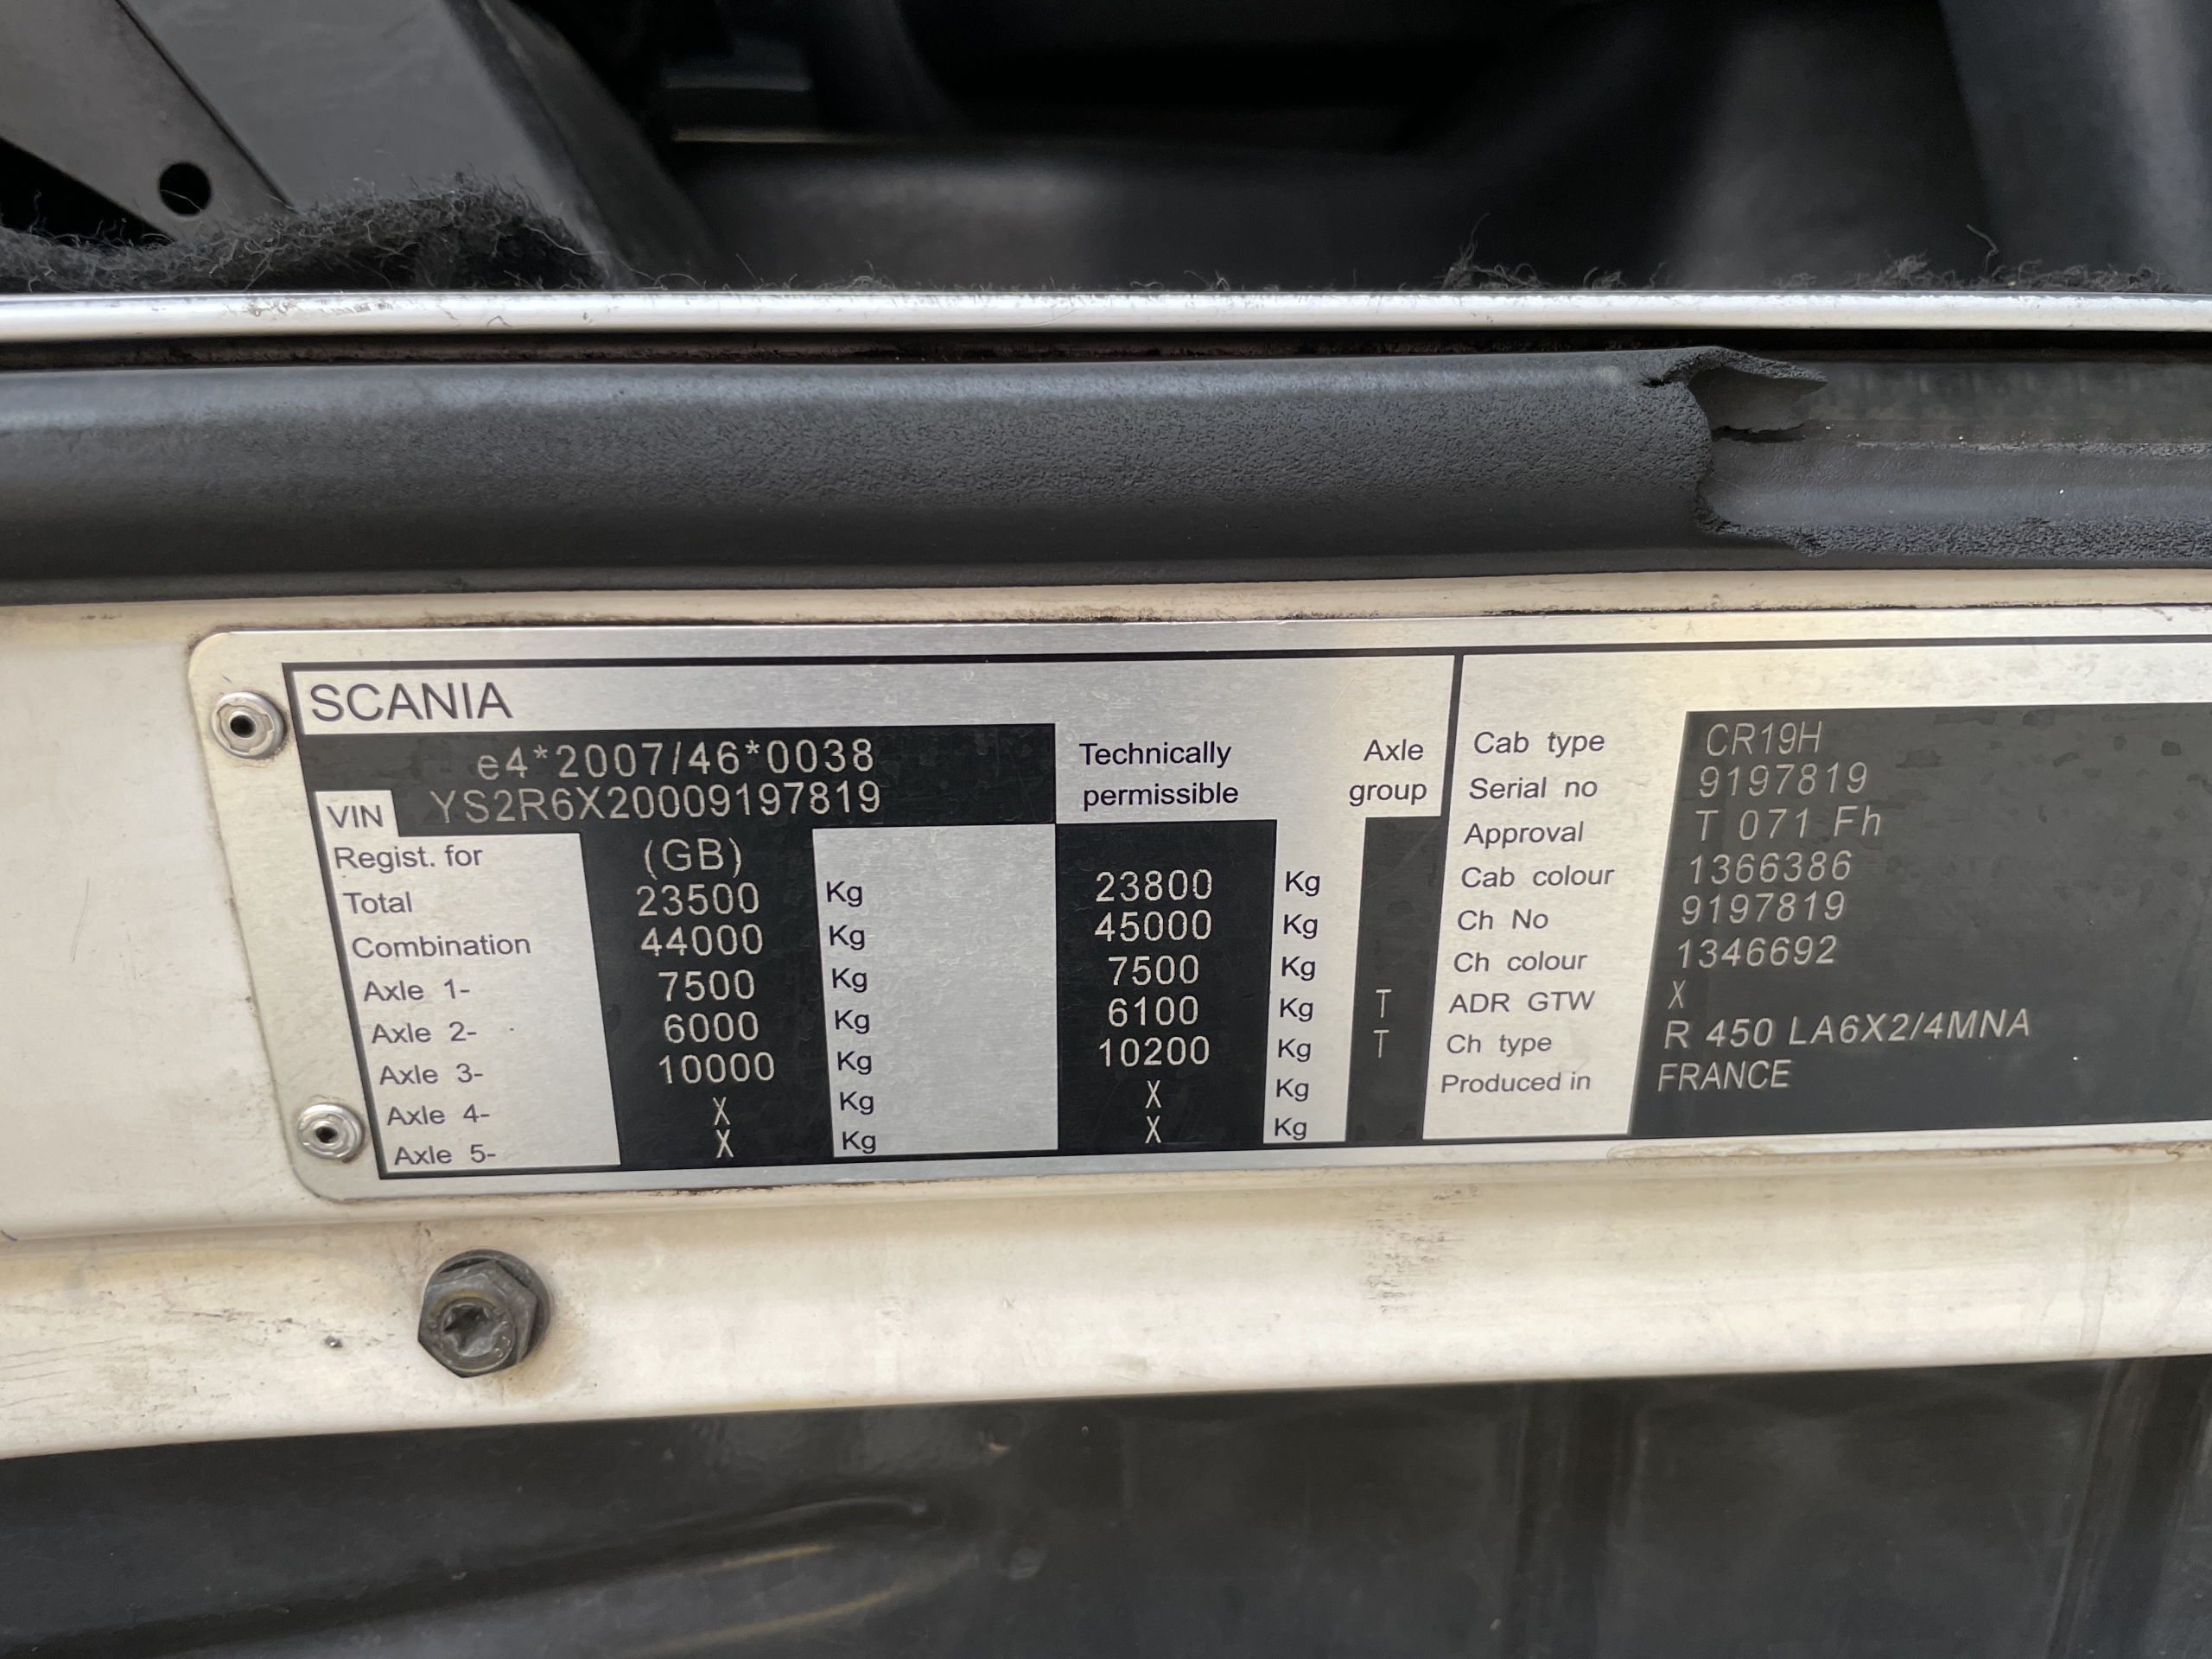 SCANIA
e4*2007/46*0038
VIN YS2R6X20009197819
Technically permissible
Axle group
Regist. for (GB)
Total 23500 Kg 23800 Kg
Combination 44000 Kg 45000 Kg
Axle 1- 7500 Kg 7500 Kg
Axle 2- 6000 Kg 6100 Kg T
Axle 3- 10000 Kg 10200 Kg T
Axle 4- X Kg X Kg
Axle 5- X Kg X Kg
Cab type CR19H
Serial no 9197819
Approval T 071 Fh
Cab colour 1366386
Ch No 9197819
Ch colour 1346692
ADR GTW X
Ch type R 450 LA6X2/4MNA
Produced in FRANCE